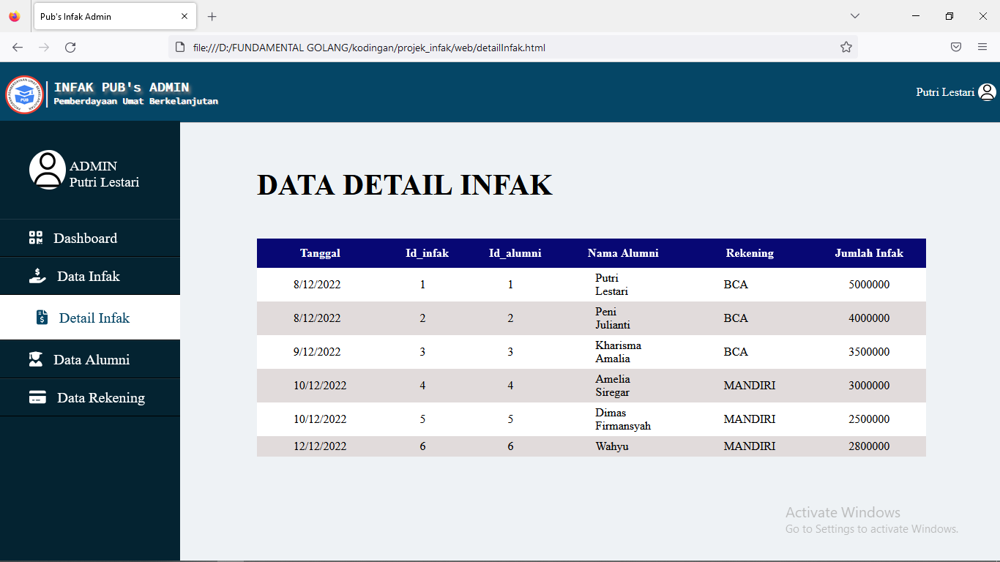 Pub's Infak Admin
file:///D:/FUNDAMENTAL GOLANG/kodingan/projek_infak/web/detailInfak.html
INFAK PUB's ADMIN
Pemberdayaan Umat Berkelanjutan
Putri Lestari
PROGRAM PEMBERDAYAAN UMAT BERKELANJUTAN
PUB
ADMIN
Putri Lestari
Dashboard
Data Infak
Detail Infak
Data Alumni
Data Rekening
DATA DETAIL INFAK
Tanggal Id_infak Id_alumni Nama Alumni Rekening Jumlah Infak
8/12/2022 1 1 Putri Lestari BCA 5000000
8/12/2022 2 2 Peni Julianti BCA 4000000
9/12/2022 3 3 Kharisma Amalia BCA 3500000
10/12/2022 4 4 Amelia Siregar MANDIRI 3000000
10/12/2022 5 5 Dimas Firmansyah MANDIRI 2500000
12/12/2022 6 6 Wahyu MANDIRI 2800000
Activate Windows
Go to Settings to activate Windows.